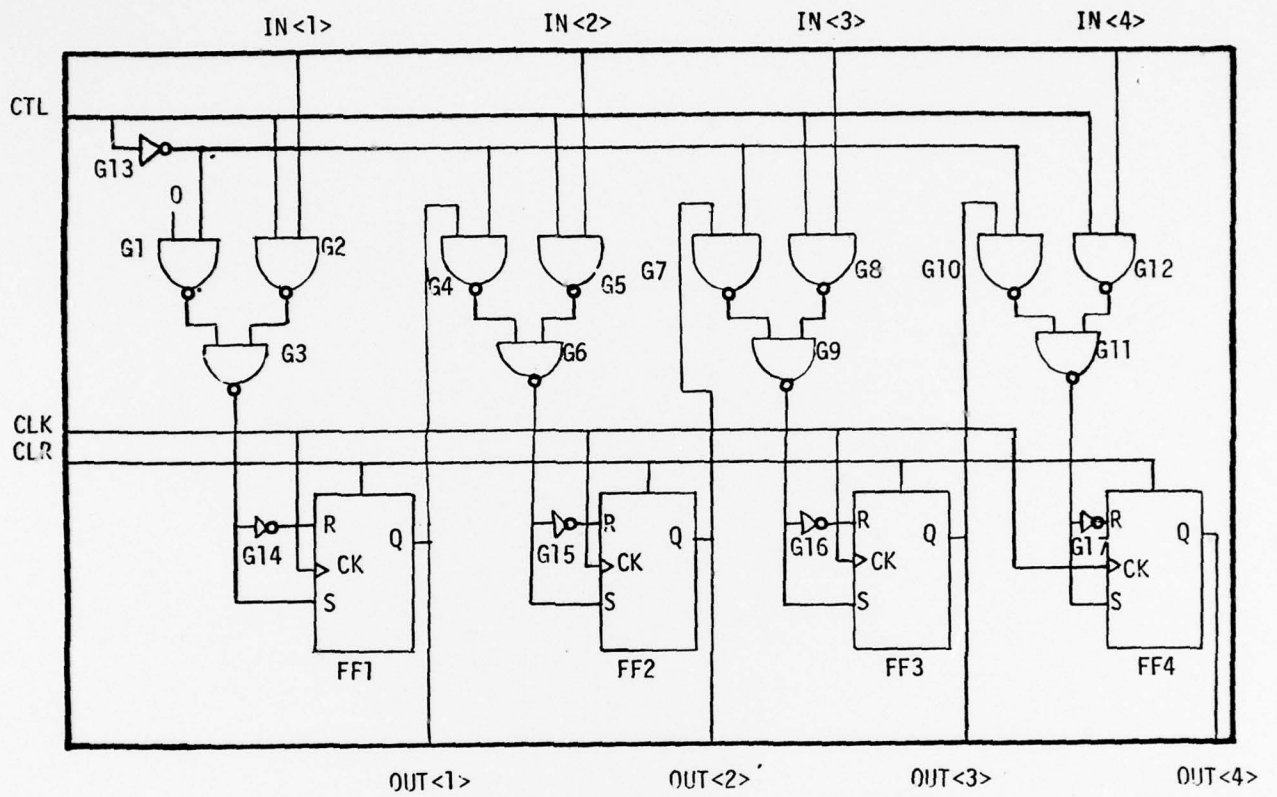 IN<1> IN<2> IN<3> IN<4>
CTL
G13
0
G1 G2 G4 G5 G7 G8 G10 G12
G3 G6 G9 G11
CLK
CLR
R R R R
G14 Q G15 Q G16 Q G17 Q
CK CK CK CK
S S S S
FF1 FF2 FF3 FF4
OUT<1> OUT<2> OUT<3> OUT<4>